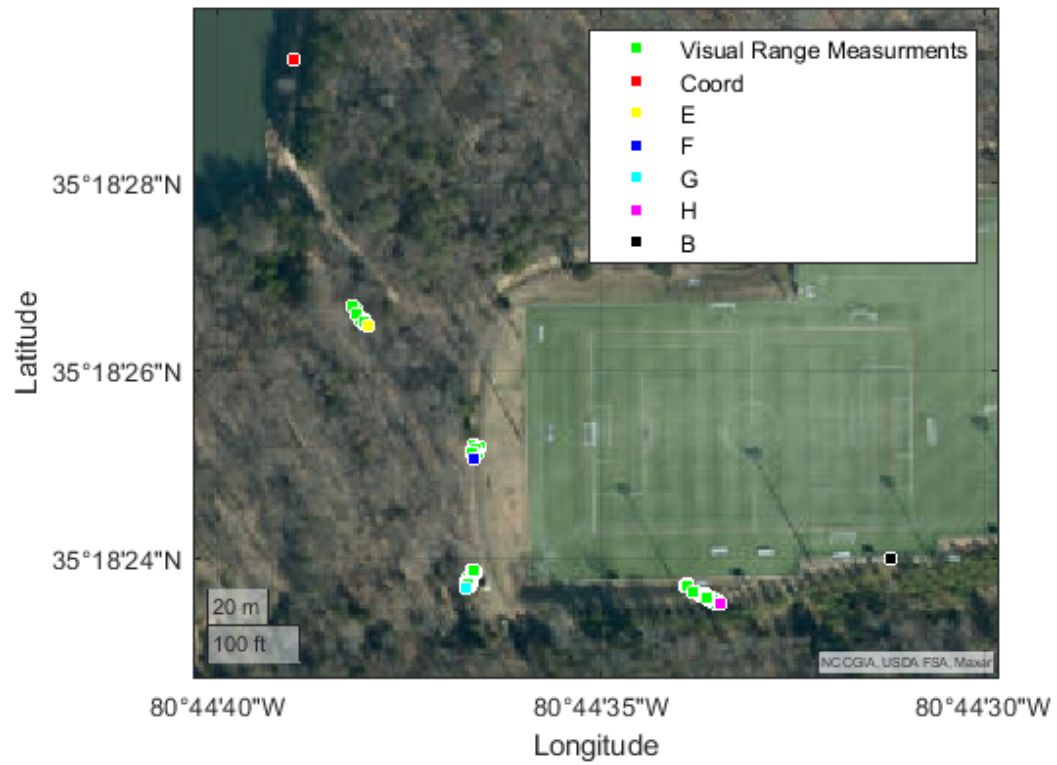 Visual Range Measurments
Coord
E
F
G
H
B
35°18'28"N
35°18'26"N
35°18'24"N
Latitude
20 m
100 ft
NCCGIA, USDA FSA, Maxar
80°44'40"W
80°44'35"W
80°44'30"W
Longitude